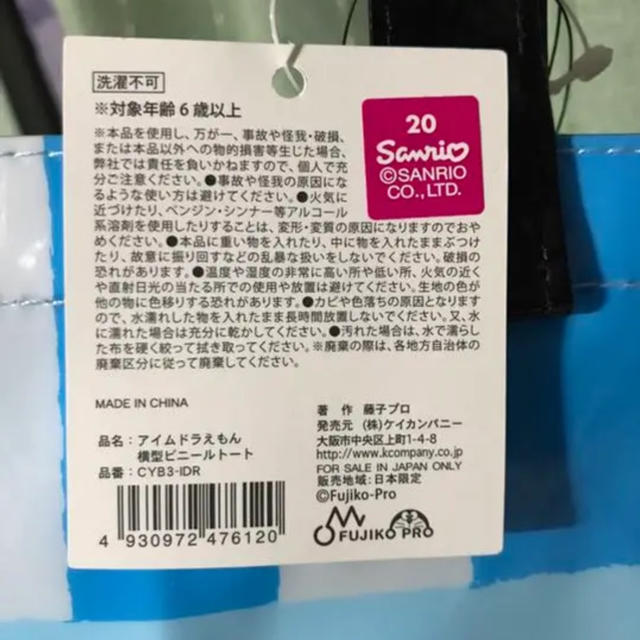 洗濯不可
※対象年齢6歳以上
※本品を使用し、万が一、事故や怪我・破損、
または本品以外への物的損害等生じた場合、
弊社では責任を負いかねますので、個人で充
分ご注意ください。●事故や怪我の原因にな
るような使い方は避けてください。●火気に
近づけたり、ベンジン・シンナー等アルコール
系溶剤を使用したりすることは、変形・変質の原因になりますのでおや
めください。●本品に重い物を入れたり、中に物を入れたままぶつけ
たり、故意に振り回すなどの乱暴な扱いをしないでください。破損の
恐れがあります。●温度や湿度の非常に高い所や低い所、火気の近く
や直射日光の当たる所での使用や放置は避けてください。生地の色が
他の物に色移りする恐れがあります。●カビや色落ちの原因となります
ので、水濡れした物を入れたまま長時間放置しないでください。又、水
に濡れた場合は充分に乾かしてください。●汚れた場合は、水で濡らし
た布を硬く絞って拭き取ってください。※廃棄の際は、各地方自治体の
廃棄区分に従って廃棄してください。
20
Sanrio
©SANRIO
CO., LTD.
MADE IN CHINA
品名:アイムドラえもん
横型ビニールトート
品番:CYB3-IDR
4 930972 476120
著 作 藤子プロ
発売元 (株)ケイカンパニー
大阪市中央区上町1-4-8
http://www.kcompany.co.jp
FOR SALE IN JAPAN ONLY
販売地域:日本限定
©Fujiko-Pro
FUJIKO PRO